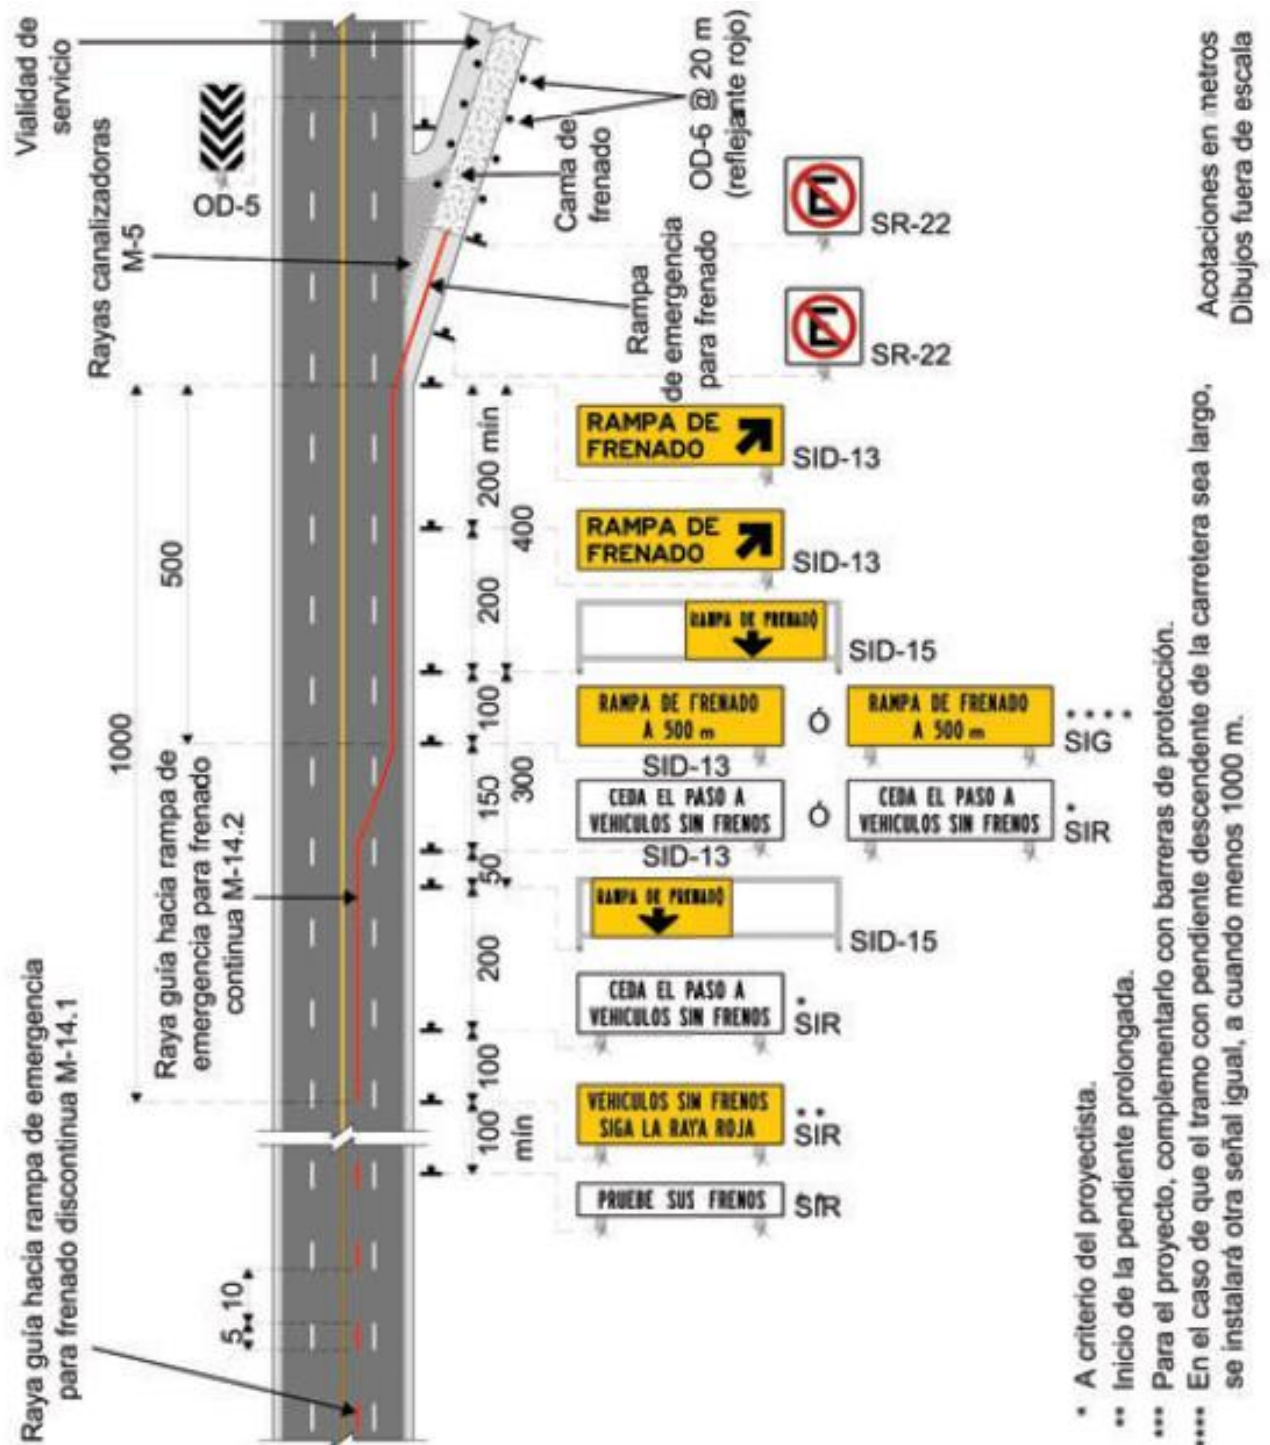 Vialidad de
servicio
Rayas canalizadoras
M-5
OD-5
Cama de
frenado
OD-6 @ 20 m
(reflejante rojo)
Rampa
de emergencia
para frenado
SR-22
SR-22
1000
500
200 min
400
200
100
300
150
50
200
100
100
min
RAMPA DE
FRENADO
SID-13
RAMPA DE
FRENADO
SID-13
RAMPA DE FRENADO
SID-15
RAMPA DE FRENADO
A 500 m
SID-13
Ó
RAMPA DE FRENADO
A 500 m
****
SIG
CEDA EL PASO A
VEHICULOS SIN FRENOS
SID-13
Ó
CEDA EL PASO A
VEHICULOS SIN FRENOS
*
SIR
RAMPA DE FRENADO
SID-15
CEDA EL PASO A
VEHICULOS SIN FRENOS
*
SIR
VEHICULOS SIN FRENOS
SIGA LA RAYA ROJA
**
SIR
PRUEBE SUS FRENOS
**
SIR
Raya guía hacia rampa de
emergencia para frenado
continua M-14.2
Raya guía hacia rampa de emergencia
para frenado discontinua M-14.1
5
10
Acotaciones en metros
Dibujos fuera de escala
* A criterio del proyectista.
** Inicio de la pendiente prolongada.
*** Para el proyecto, complementarlo con barreras de protección.
**** En el caso de que el tramo con pendiente descendente de la carretera sea largo,
se instalará otra señal igual, a cuando menos 1000 m.